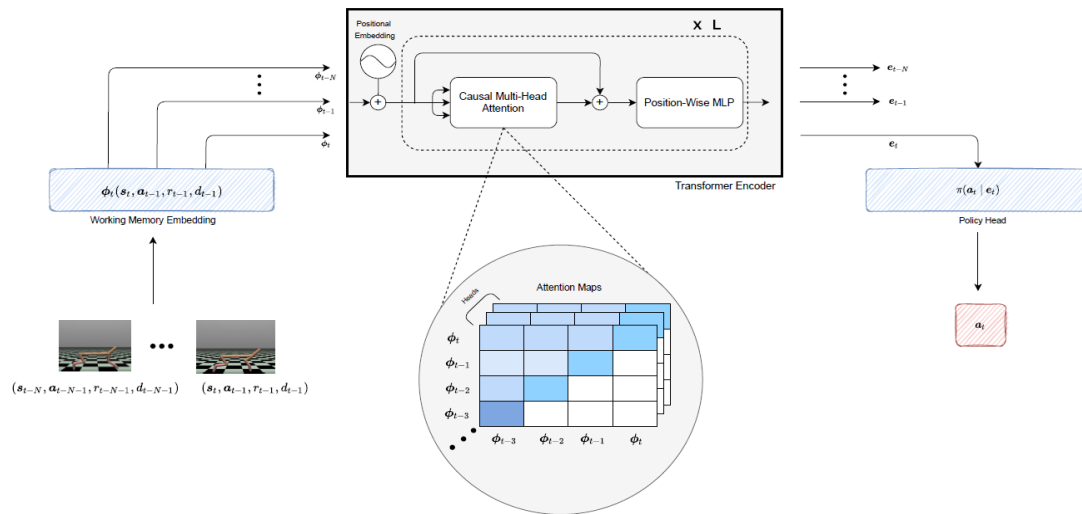 Positional
Embedding
x L
Causal Multi-Head
Attention
Position-Wise MLP
Transformer Encoder
ϕ_{t−N}
ϕ_{t−1}
ϕ_t
e_{t−N}
e_{t−1}
e_t
ϕ_t(s_t, a_{t−1}, r_{t−1}, d_{t−1})
Working Memory Embedding
π(a_t | e_t)
Policy Head
a_t
(s_{t−N}, a_{t−N−1}, r_{t−N−1}, d_{t−N−1})
(s_t, a_{t−1}, r_{t−1}, d_{t−1})
Attention Maps
Heads
ϕ_t
ϕ_{t−1}
ϕ_{t−2}
ϕ_{t−3}
ϕ_{t−3} ϕ_{t−2} ϕ_{t−1} ϕ_t